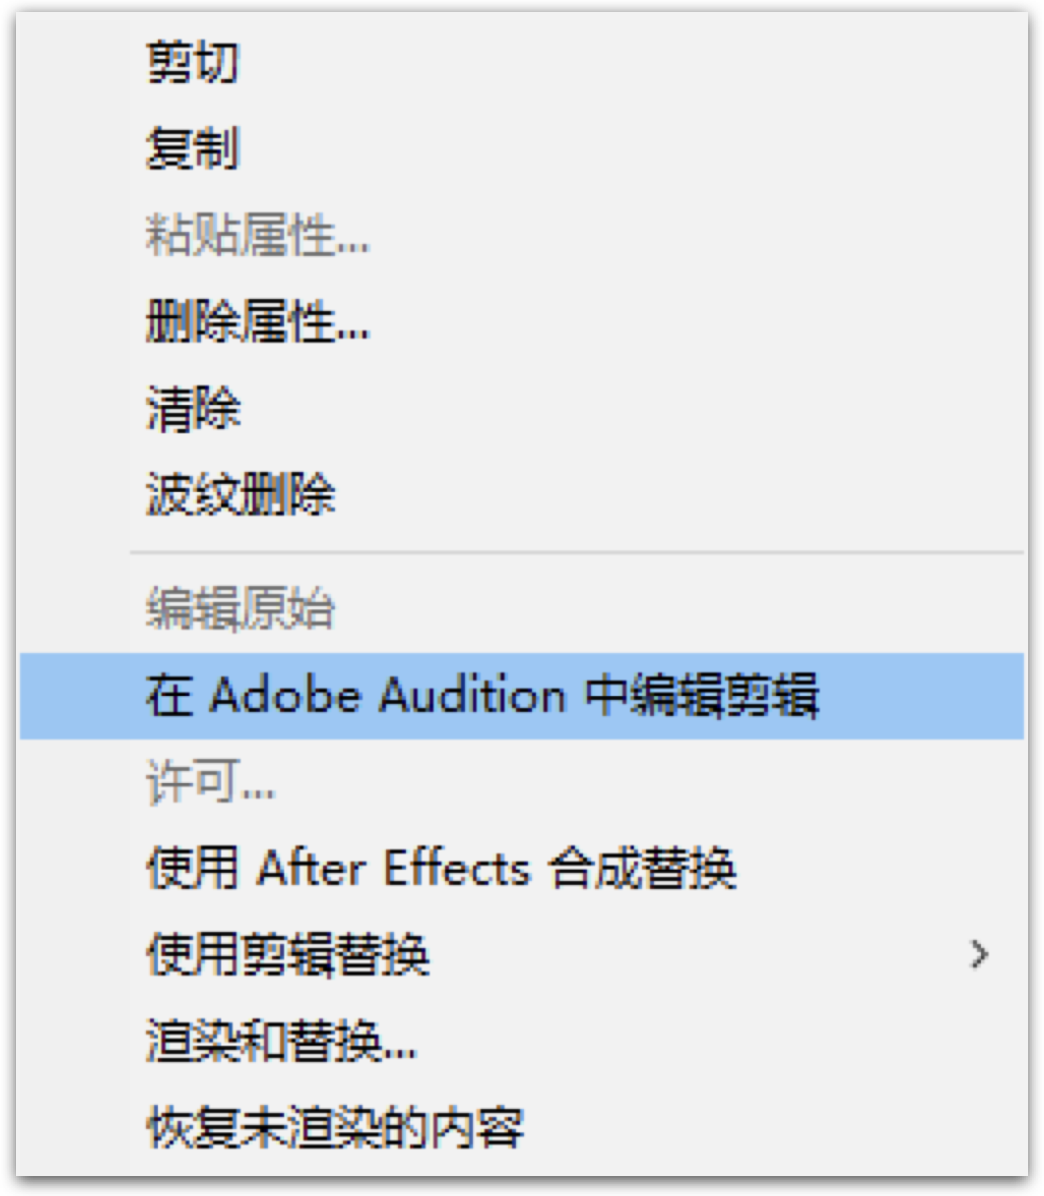 剪切
复制
粘贴属性...
删除属性...
清除
波纹删除
编辑原始
在 Adobe Audition 中编辑剪辑
许可...
使用 After Effects 合成替换
使用剪辑替换
渲染和替换...
恢复未渲染的内容